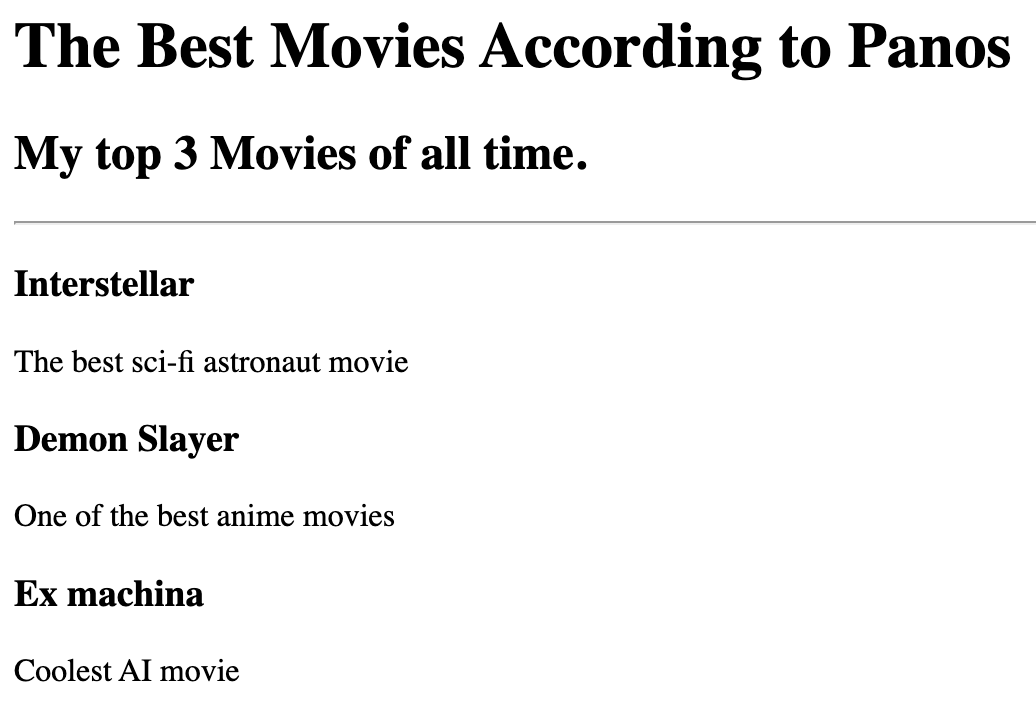 The Best Movies According to Panos
My top 3 Movies of all time.
Interstellar
The best sci-fi astronaut movie
Demon Slayer
One of the best anime movies
Ex machina
Coolest AI movie